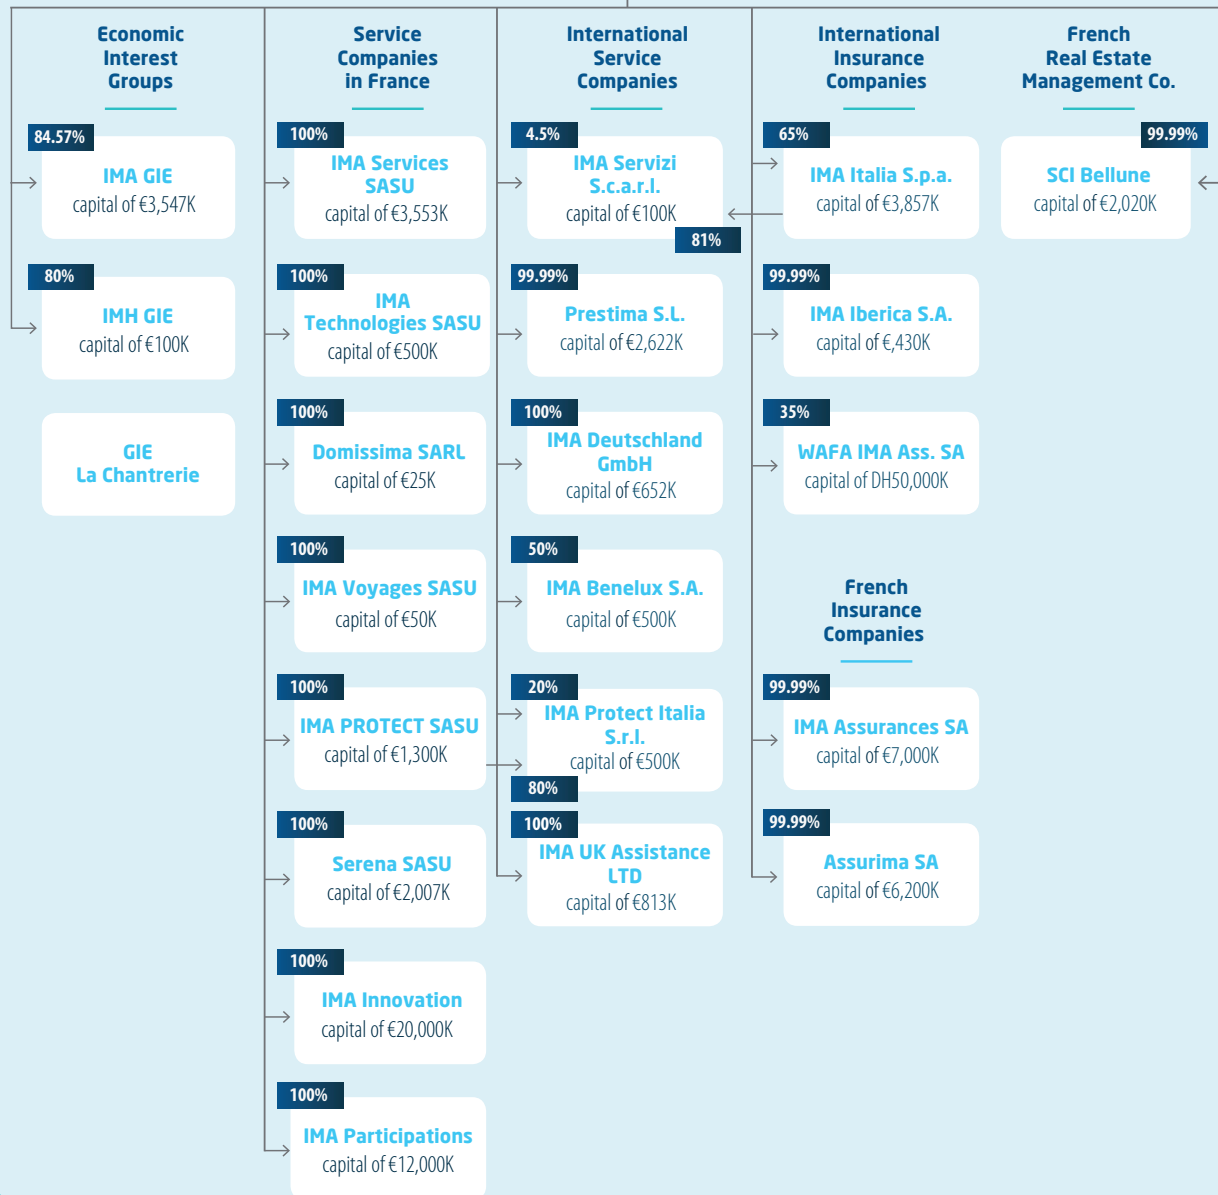 Economic
Interest
Groups
84.57%
IMA GIE
capital of €3,547K
80%
IMH GIE
capital of €100K
GIE
La Chantrerie
Service
Companies
in France
100%
IMA Services
SASU
capital of €3,553K
100%
IMA
Technologies SASU
capital of €500K
100%
Domissima SARL
capital of €25K
100%
IMA Voyages SASU
capital of €50K
100%
IMA PROTECT SASU
capital of €1,300K
100%
Serena SASU
capital of €2,007K
100%
IMA Innovation
capital of €20,000K
100%
IMA Participations
capital of €12,000K
International
Service
Companies
4.5%
IMA Servizi
S.c.a.r.l.
capital of €100K
81%
99.99%
Prestima S.L.
capital of €2,622K
100%
IMA Deutschland
GmbH
capital of €652K
50%
IMA Benelux S.A.
capital of €500K
20%
IMA Protect Italia
S.r.l.
capital of €500K
80%
100%
IMA UK Assistance
LTD
capital of €813K
International
Insurance
Companies
65%
IMA Italia S.p.a.
capital of €3,857K
99.99%
IMA Iberica S.A.
capital of €,430K
35%
WAFA IMA Ass. SA
capital of DH50,000K
French
Insurance
Companies
99.99%
IMA Assurances SA
capital of €7,000K
99.99%
Assurima SA
capital of €6,200K
French
Real Estate
Management Co.
99.99%
SCI Bellune
capital of €2,020K